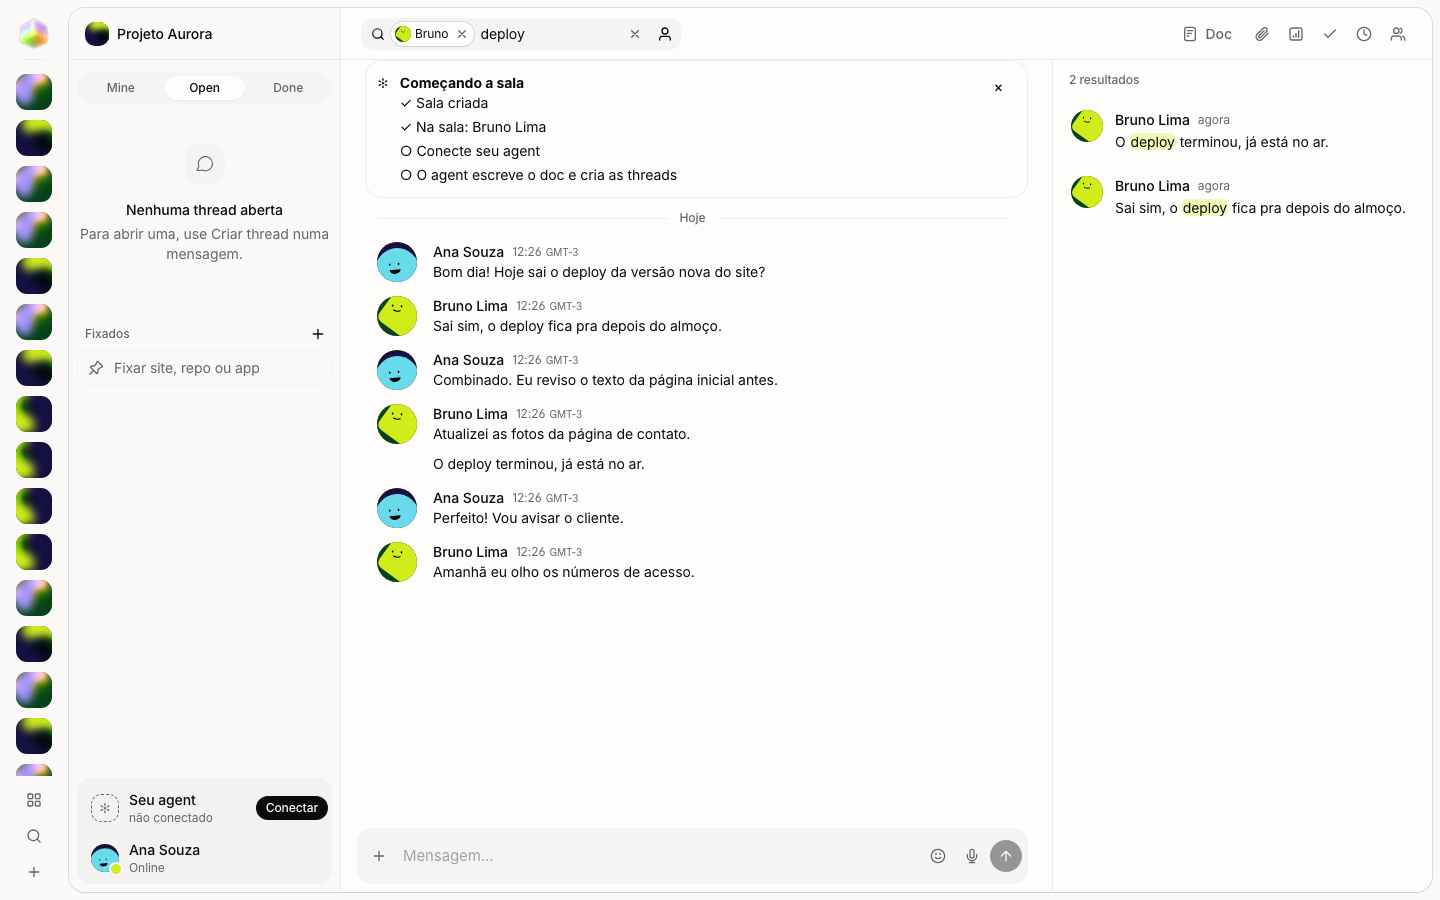 Projeto Aurora
Bruno
deploy
Doc
Mine
Open
Done
Nenhuma thread aberta
Para abrir uma, use Criar thread numa
mensagem.
Fixados
Fixar site, repo ou app
Seu agent
não conectado
Conectar
Ana Souza
Online
Começando a sala
Sala criada
Na sala: Bruno Lima
Conecte seu agent
O agent escreve o doc e cria as threads
Hoje
Ana Souza 12:26 GMT-3
Bom dia! Hoje sai o deploy da versão nova do site?
Bruno Lima 12:26 GMT-3
Sai sim, o deploy fica pra depois do almoço.
Ana Souza 12:26 GMT-3
Combinado. Eu reviso o texto da página inicial antes.
Bruno Lima 12:26 GMT-3
Atualizei as fotos da página de contato.
O deploy terminou, já está no ar.
Ana Souza 12:26 GMT-3
Perfeito! Vou avisar o cliente.
Bruno Lima 12:26 GMT-3
Amanhã eu olho os números de acesso.
Mensagem...
2 resultados
Bruno Lima agora
O deploy terminou, já está no ar.
Bruno Lima agora
Sai sim, o deploy fica pra depois do almoço.